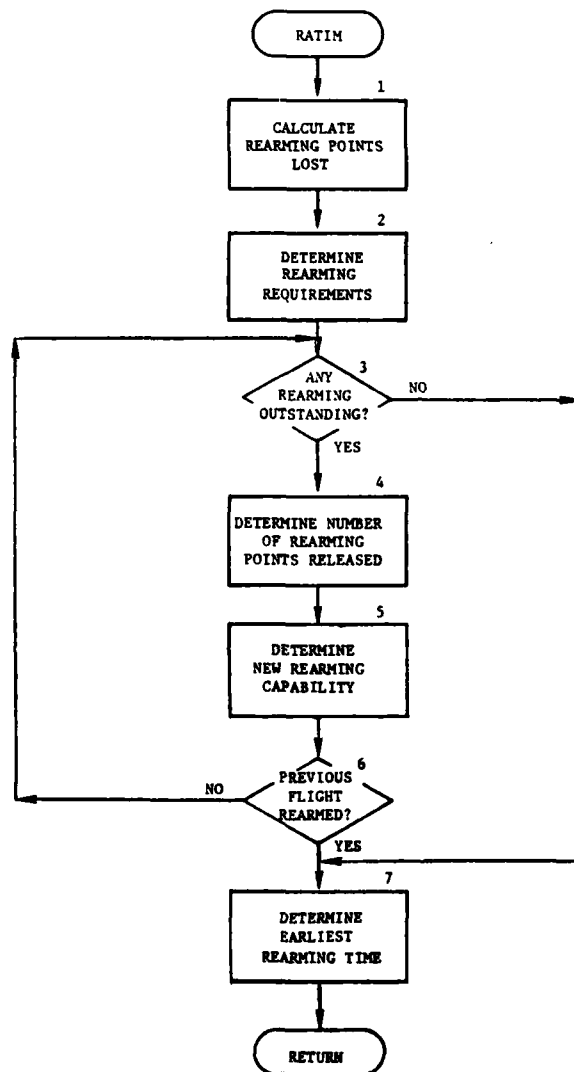 RATIM
1
CALCULATE
REARMING POINTS
LOST
2
DETERMINE
REARMING
REQUIREMENTS
3
ANY
REARMING
OUTSTANDING?
NO
YES
4
DETERMINE NUMBER
OF REARMING
POINTS RELEASED
5
DETERMINE
NEW REARMING
CAPABILITY
6
PREVIOUS
FLIGHT
REARMED?
NO
YES
7
DETERMINE
EARLIEST
REARMING TIME
RETURN